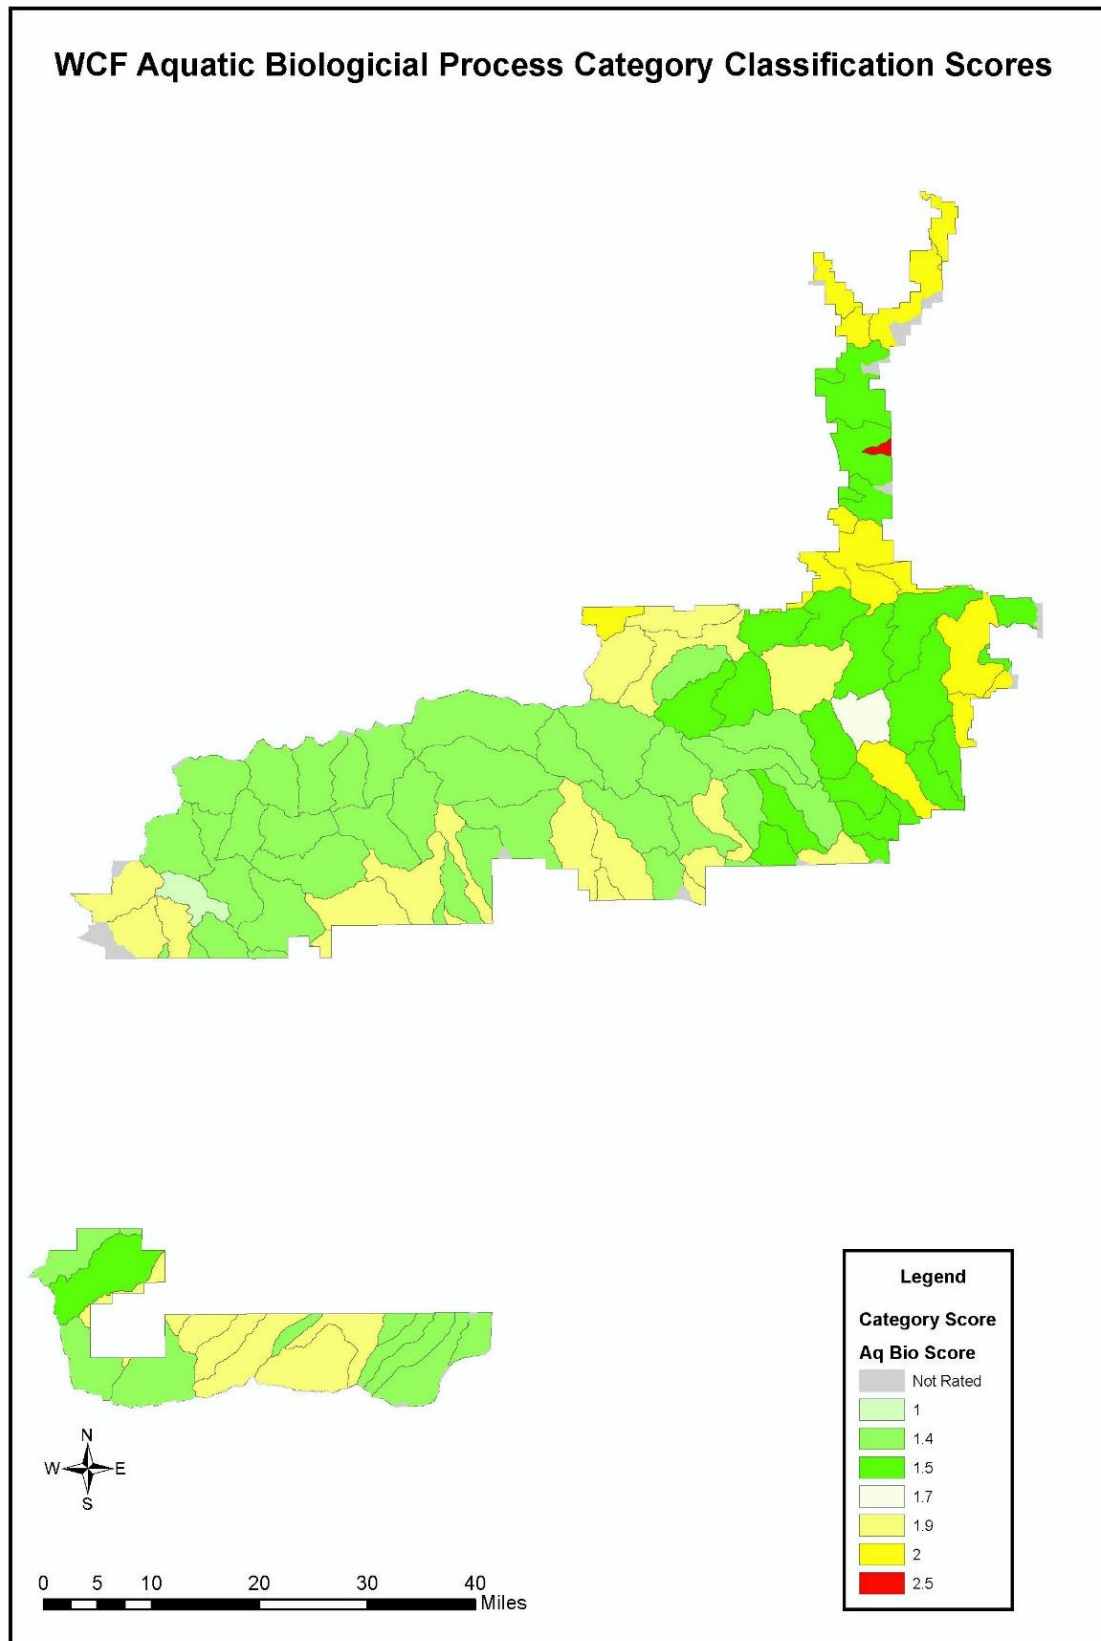 WCF Aquatic Biologicial Process Category Classification Scores
Legend
Category Score
Aq Bio Score
Not Rated
1
1.4
1.5
1.7
1.9
2
2.5
N
W E
S
0 5 10 20 30 40
Miles